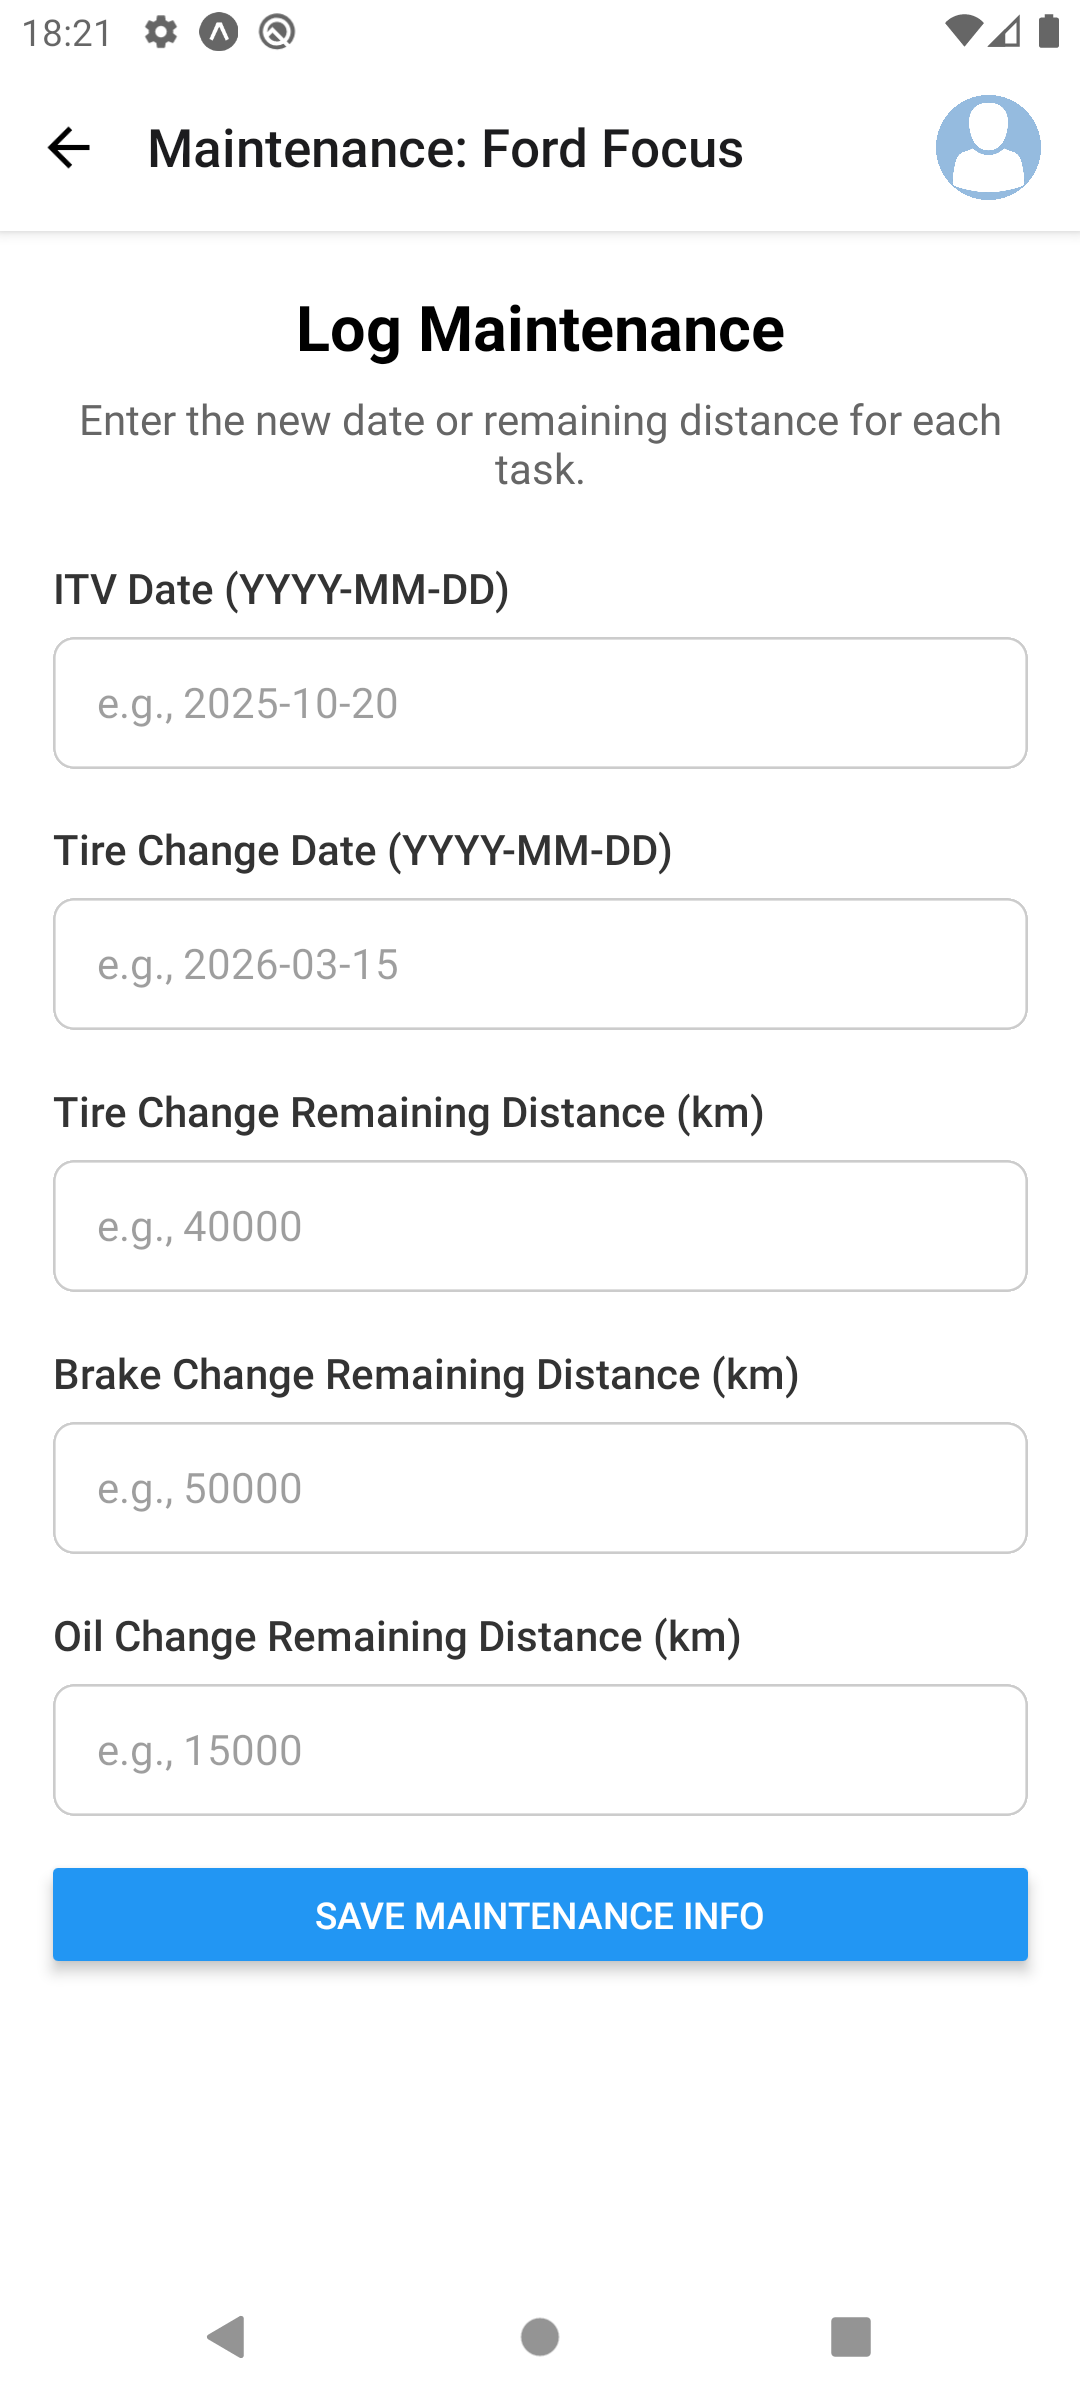 18:21
Maintenance: Ford Focus
Log Maintenance
Enter the new date or remaining distance for each
task.
ITV Date (YYYY-MM-DD)
e.g., 2025-10-20
Tire Change Date (YYYY-MM-DD)
e.g., 2026-03-15
Tire Change Remaining Distance (km)
e.g., 40000
Brake Change Remaining Distance (km)
e.g., 50000
Oil Change Remaining Distance (km)
e.g., 15000
SAVE MAINTENANCE INFO